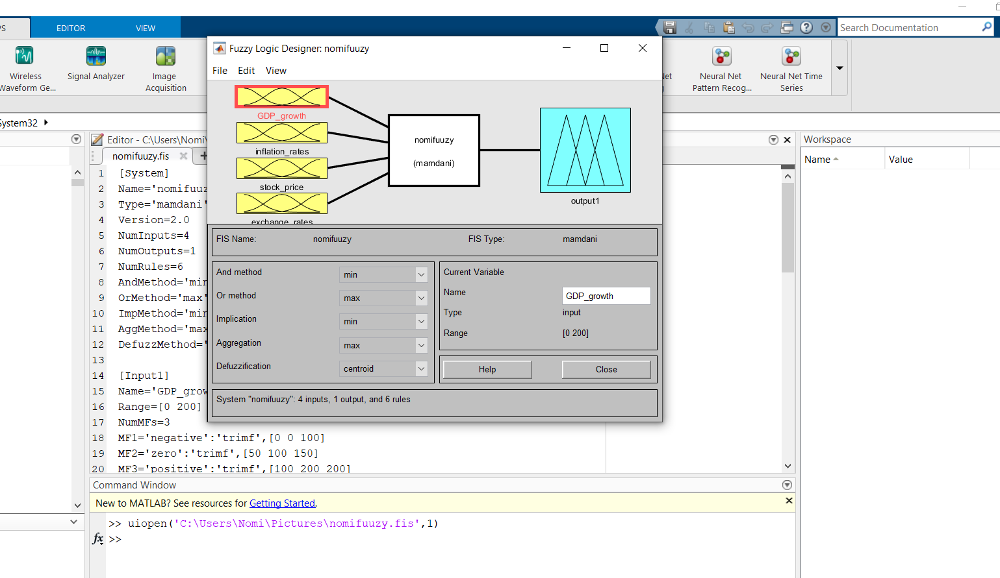 PS
EDITOR
VIEW
Search Documentation
Wireless
Waveform Ge...
Signal Analyzer
Image
Acquisition
Net
Neural Net
Pattern Recog...
Neural Net Time
Series
System32
Fuzzy Logic Designer: nomifuuzy
File Edit View
GDP_growth
inflation_rates
stock_price
exchange_rates
nomifuuzy
(mamdani)
output1
FIS Name: nomifuuzy FIS Type: mamdani
And method min
Or method max
Implication min
Aggregation max
Defuzzification centroid
Current Variable
Name GDP_growth
Type input
Range [0 200]
Help Close
System "nomifuuzy": 4 inputs, 1 output, and 6 rules
Editor - C:\Users\Nomi\
nomifuuzy.fis
1 [System]
2 Name='nomifuuz
3 Type='mamdani'
4 Version=2.0
5 NumInputs=4
6 NumOutputs=1
7 NumRules=6
8 AndMethod='min
9 OrMethod='max'
10 ImpMethod='min
11 AggMethod='max
12 DefuzzMethod='
13
14 [Input1]
15 Name='GDP_grow
16 Range=[0 200]
17 NumMFs=3
18 MF1='negative':'trimf',[0 0 100]
19 MF2='zero':'trimf',[50 100 150]
20 MF3='positive':'trimf',[100 200 200]
Workspace
Name Value
Command Window
New to MATLAB? See resources for Getting Started.
>> uiopen('C:\Users\Nomi\Pictures\nomifuuzy.fis',1)
fx >>